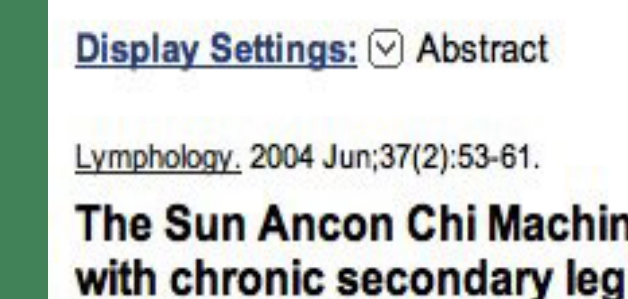 Display Settings: Abstract
Lymphology. 2004 Jun;37(2):53-61.
The Sun Ancon Chi Machin
with chronic secondary leg